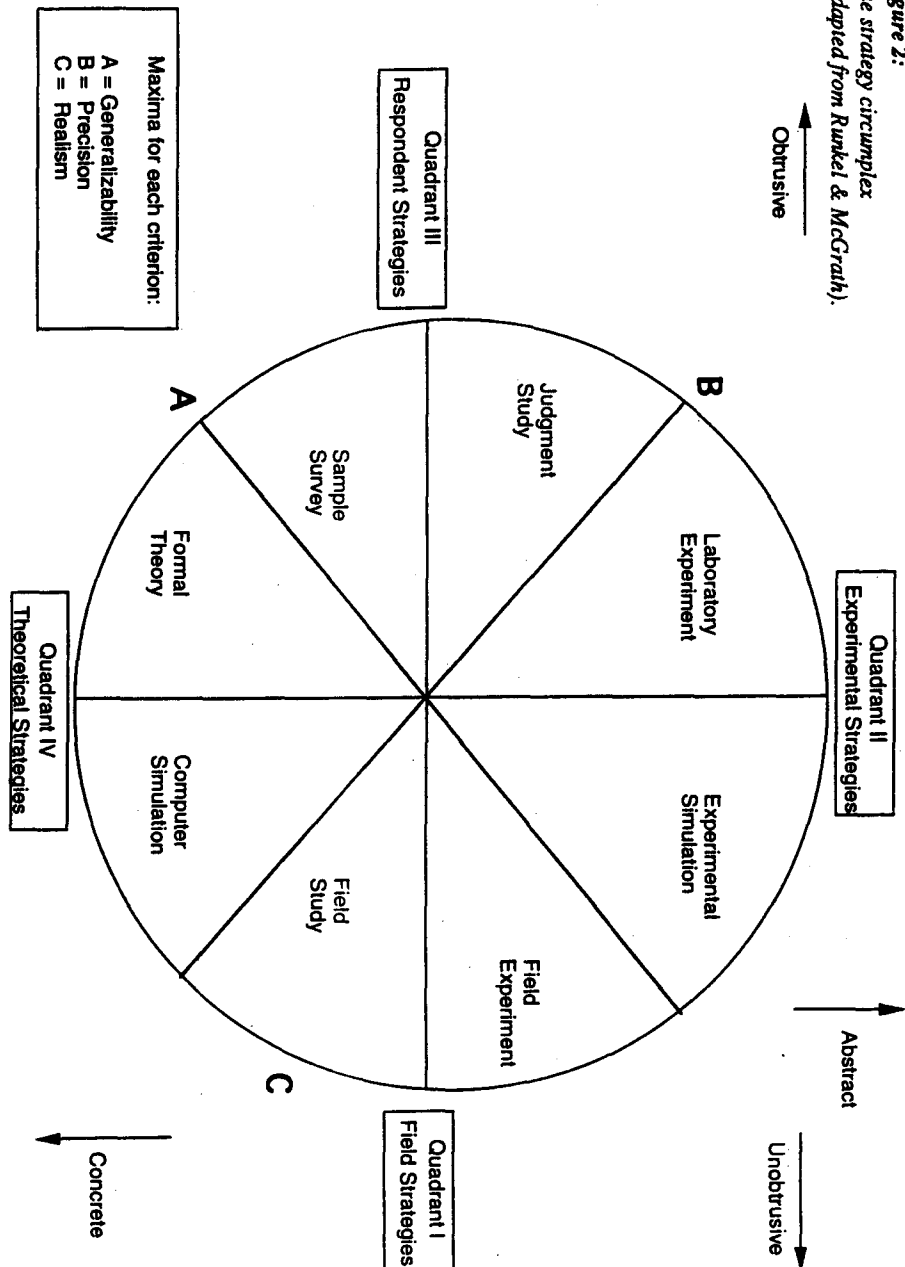 gure 2:
e strategy circumplex
dapted from Runkel & McGrath).
Obtrusive
Unobtrusive
Abstract
Concrete
Quadrant II
Experimental Strategies
B
Laboratory
Experiment
Experimental
Simulation
Judgment
Study
Field
Experiment
Quadrant III
Respondent Strategies
Quadrant I
Field Strategies
Sample
Survey
Field
Study
A
C
Formal
Theory
Computer
Simulation
Quadrant IV
Theoretical Strategies
Maxima for each criterion:
A = Generalizability
B = Precision
C = Realism